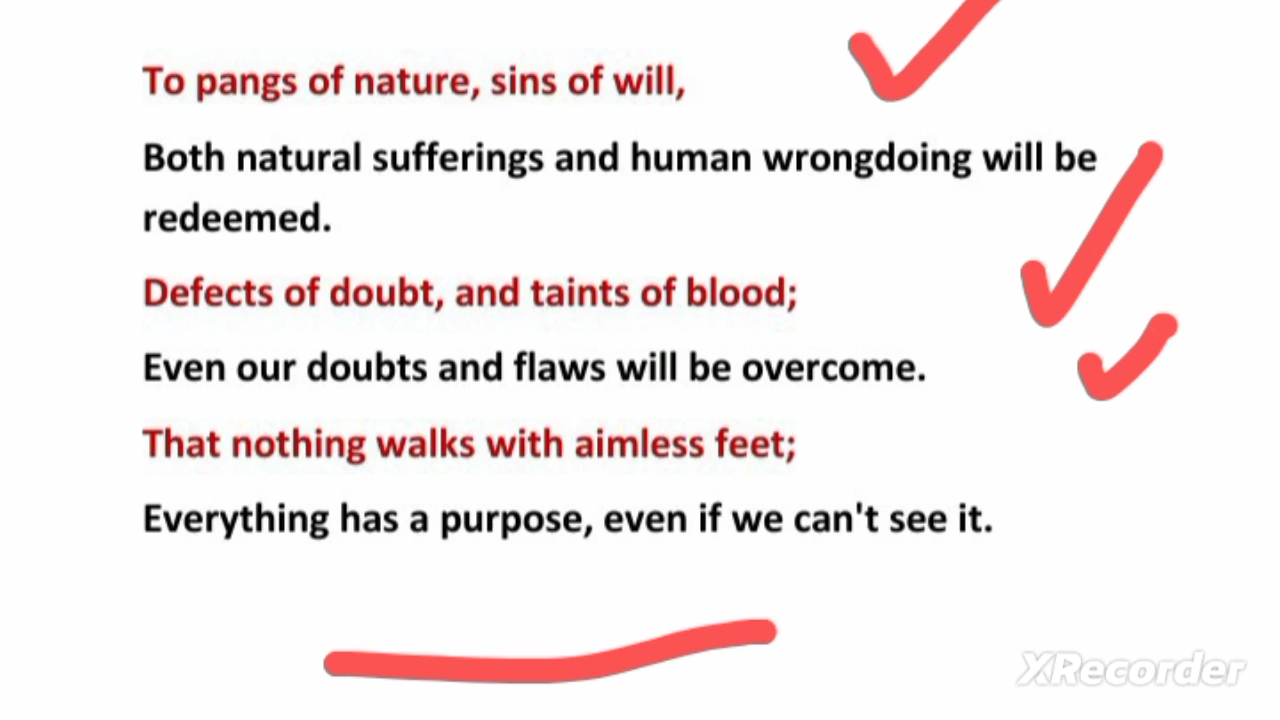 To pangs of nature, sins of will,
Both natural sufferings and human wrongdoing will be
redeemed.
Defects of doubt, and taints of blood;
Even our doubts and flaws will be overcome.
That nothing walks with aimless feet;
Everything has a purpose, even if we can't see it.
XRecorder